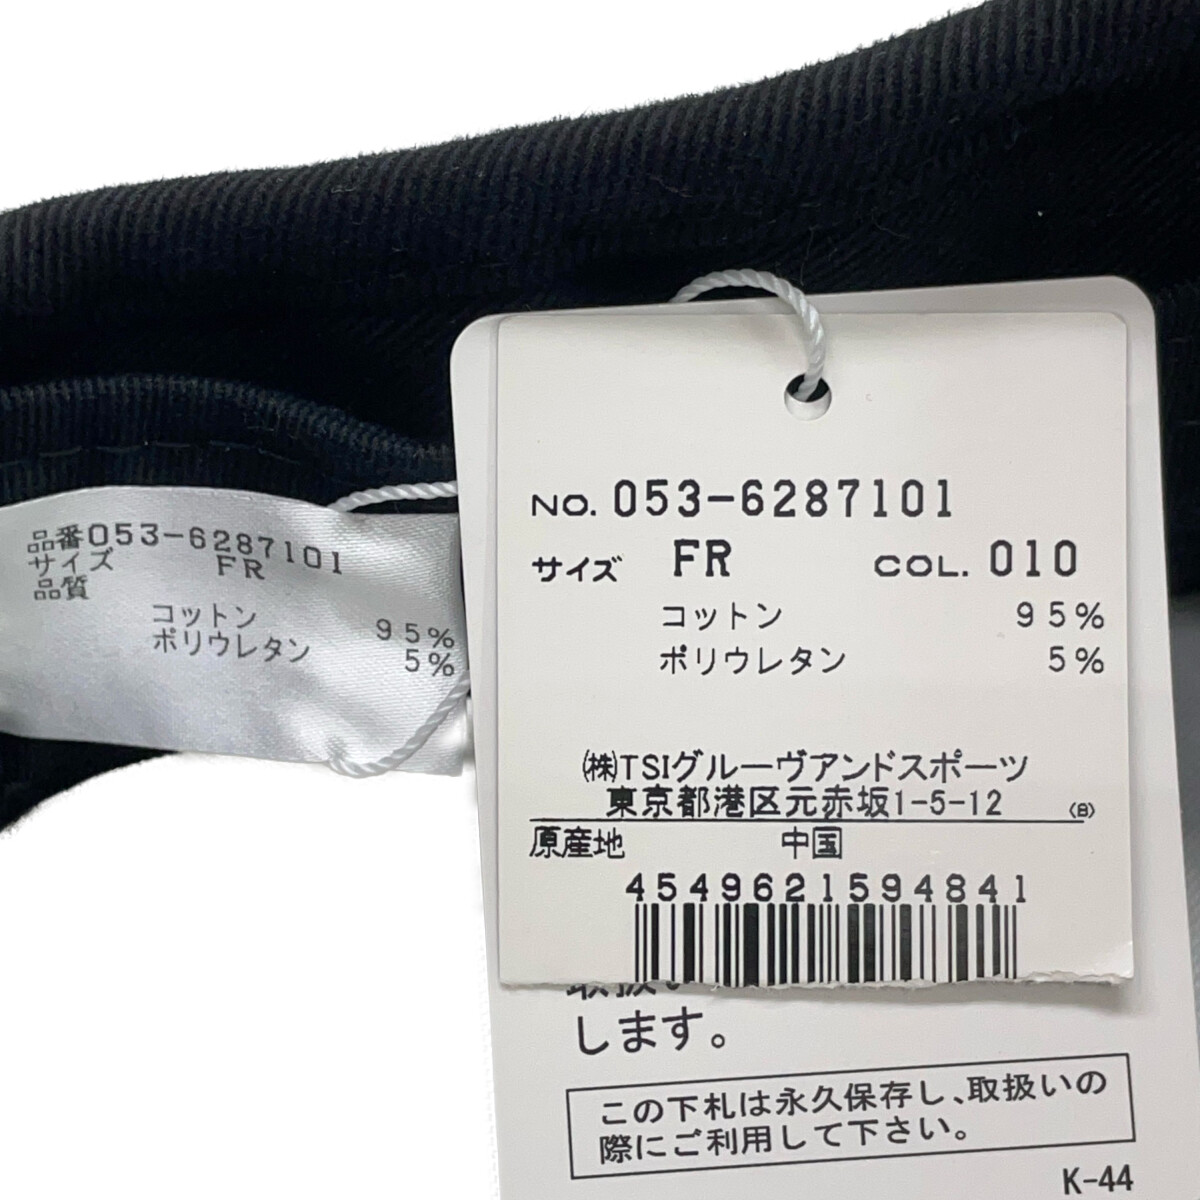 品番053-6287101
サイズ FR
品質
コットン 95%
ポリウレタン 5%
NO. 053-6287101
サイズ FR COL. 010
コットン 95%
ポリウレタン 5%
㈱TSIグルーヴアンドスポーツ
東京都港区元赤坂1-5-12 (B)
原産地 中国
4549621594841
します。
この下札は永久保存し、取扱いの
際にご利用して下さい。
K-44